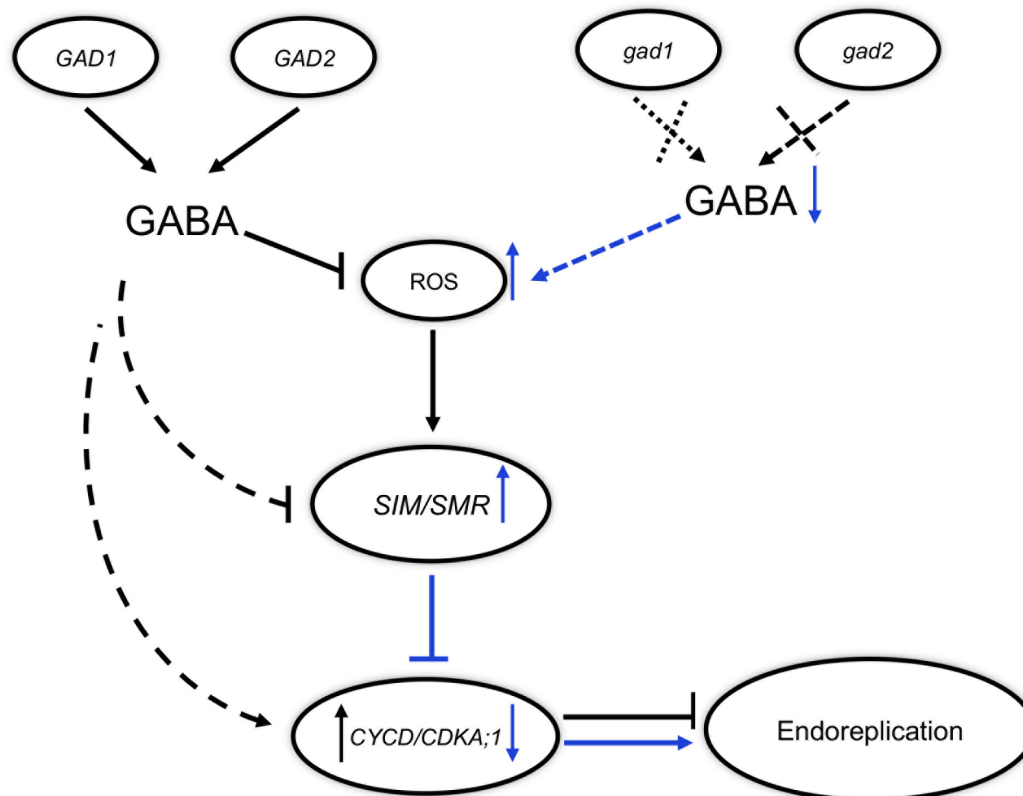 GAD1
GAD2
gad1
gad2
GABA
GABA
ROS
SIM/SMR
CYCD/CDKA;1
Endoreplication